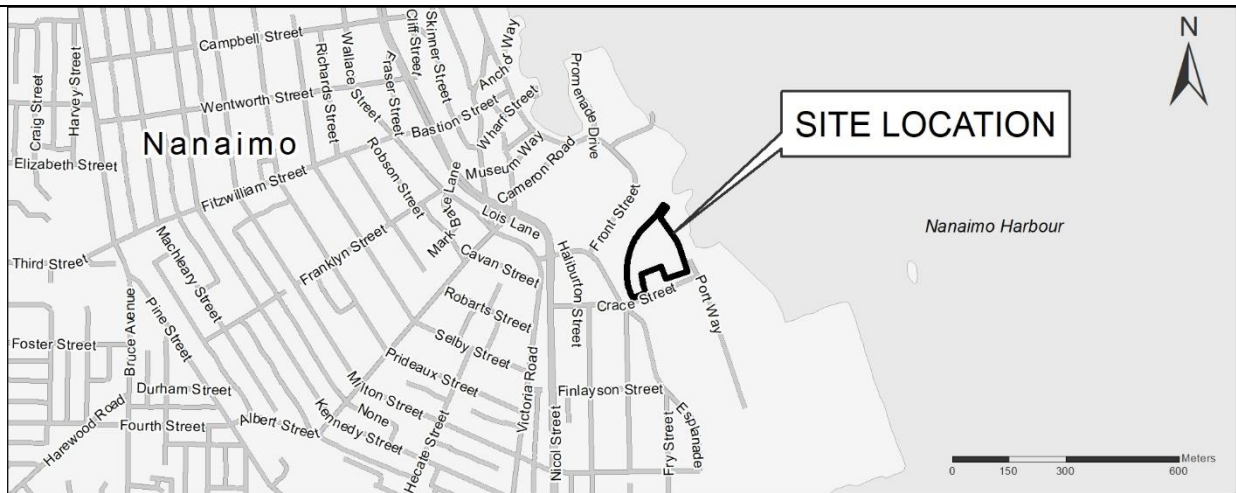 Campbell Street
Wentworth Street
Craig Street
Harvey Street
Nanaimo
Elizabeth Street
Fitzwilliam Street
Richards Street
Wallace Street
Fraser Street
Cliff Street
Skinner Street
Anchor Way
Bastion Street
Wharf Street
Museum Way
Cameron Road
Promenade Drive
Front Street
SITE LOCATION
N
Nanaimo Harbour
Robson Street
Mark Bate Lane
Lois Lane
Third Street
Machleary Street
Franklyn Street
Cavan Street
Haliburton Street
Crace Street
Port Way
Pine Street
Bruce Avenue
Robarts Street
Selby Street
Prideaux Street
Foster Street
Durham Street
Milton Street
None
Victoria Road
Finlayson Street
Harewood Road
Fourth Street
Albert Street
Kennedy Street
Hecate Street
Nicol Street
Fry Street
Esplanade
Meters
0 150 300 600